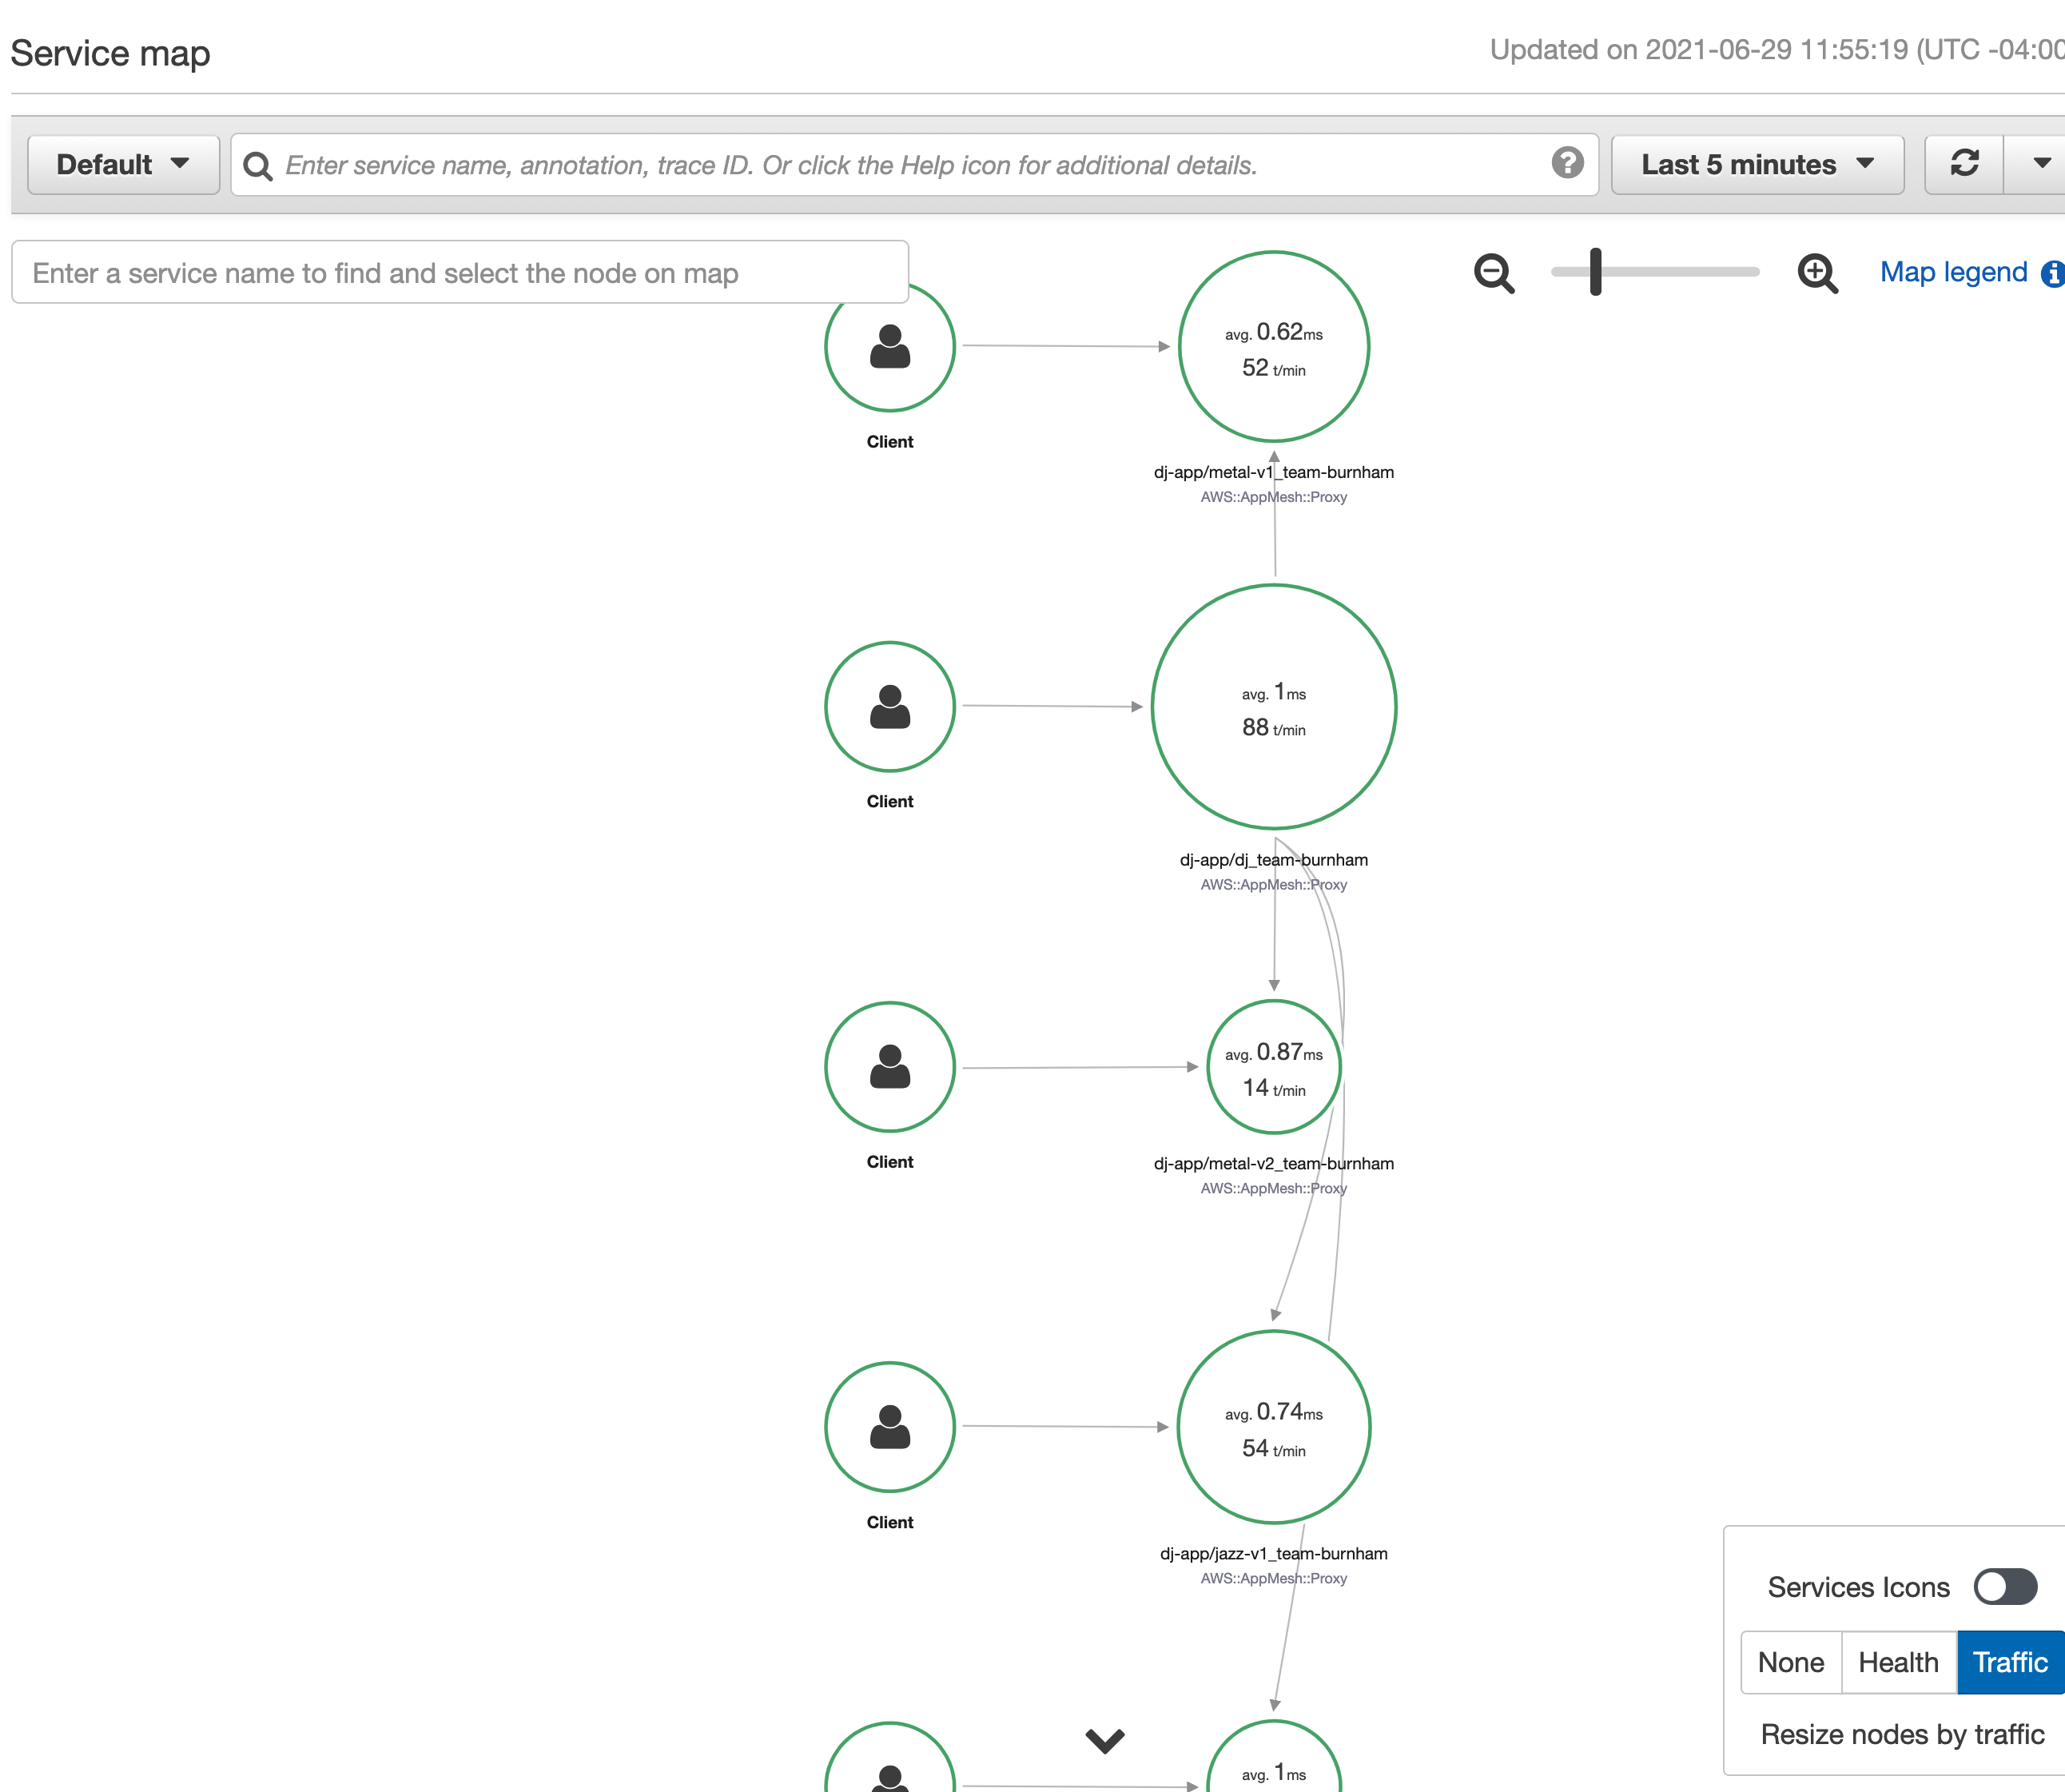 Service map
Updated on 2021-06-29 11:55:19 (UTC -04:00
Default
Enter service name, annotation, trace ID. Or click the Help icon for additional details.
?
Last 5 minutes
Enter a service name to find and select the node on map
Map legend
avg. 0.62ms
52 t/min
Client
dj-app/metal-v1_team-burnham
AWS::AppMesh::Proxy
avg. 1ms
88 t/min
Client
dj-app/dj_team-burnham
AWS::AppMesh::Proxy
avg. 0.87ms
14 t/min
Client
dj-app/metal-v2_team-burnham
AWS::AppMesh::Proxy
avg. 0.74ms
54 t/min
Client
dj-app/jazz-v1_team-burnham
AWS::AppMesh::Proxy
avg. 1ms
Services Icons
None Health Traffic
Resize nodes by traffic